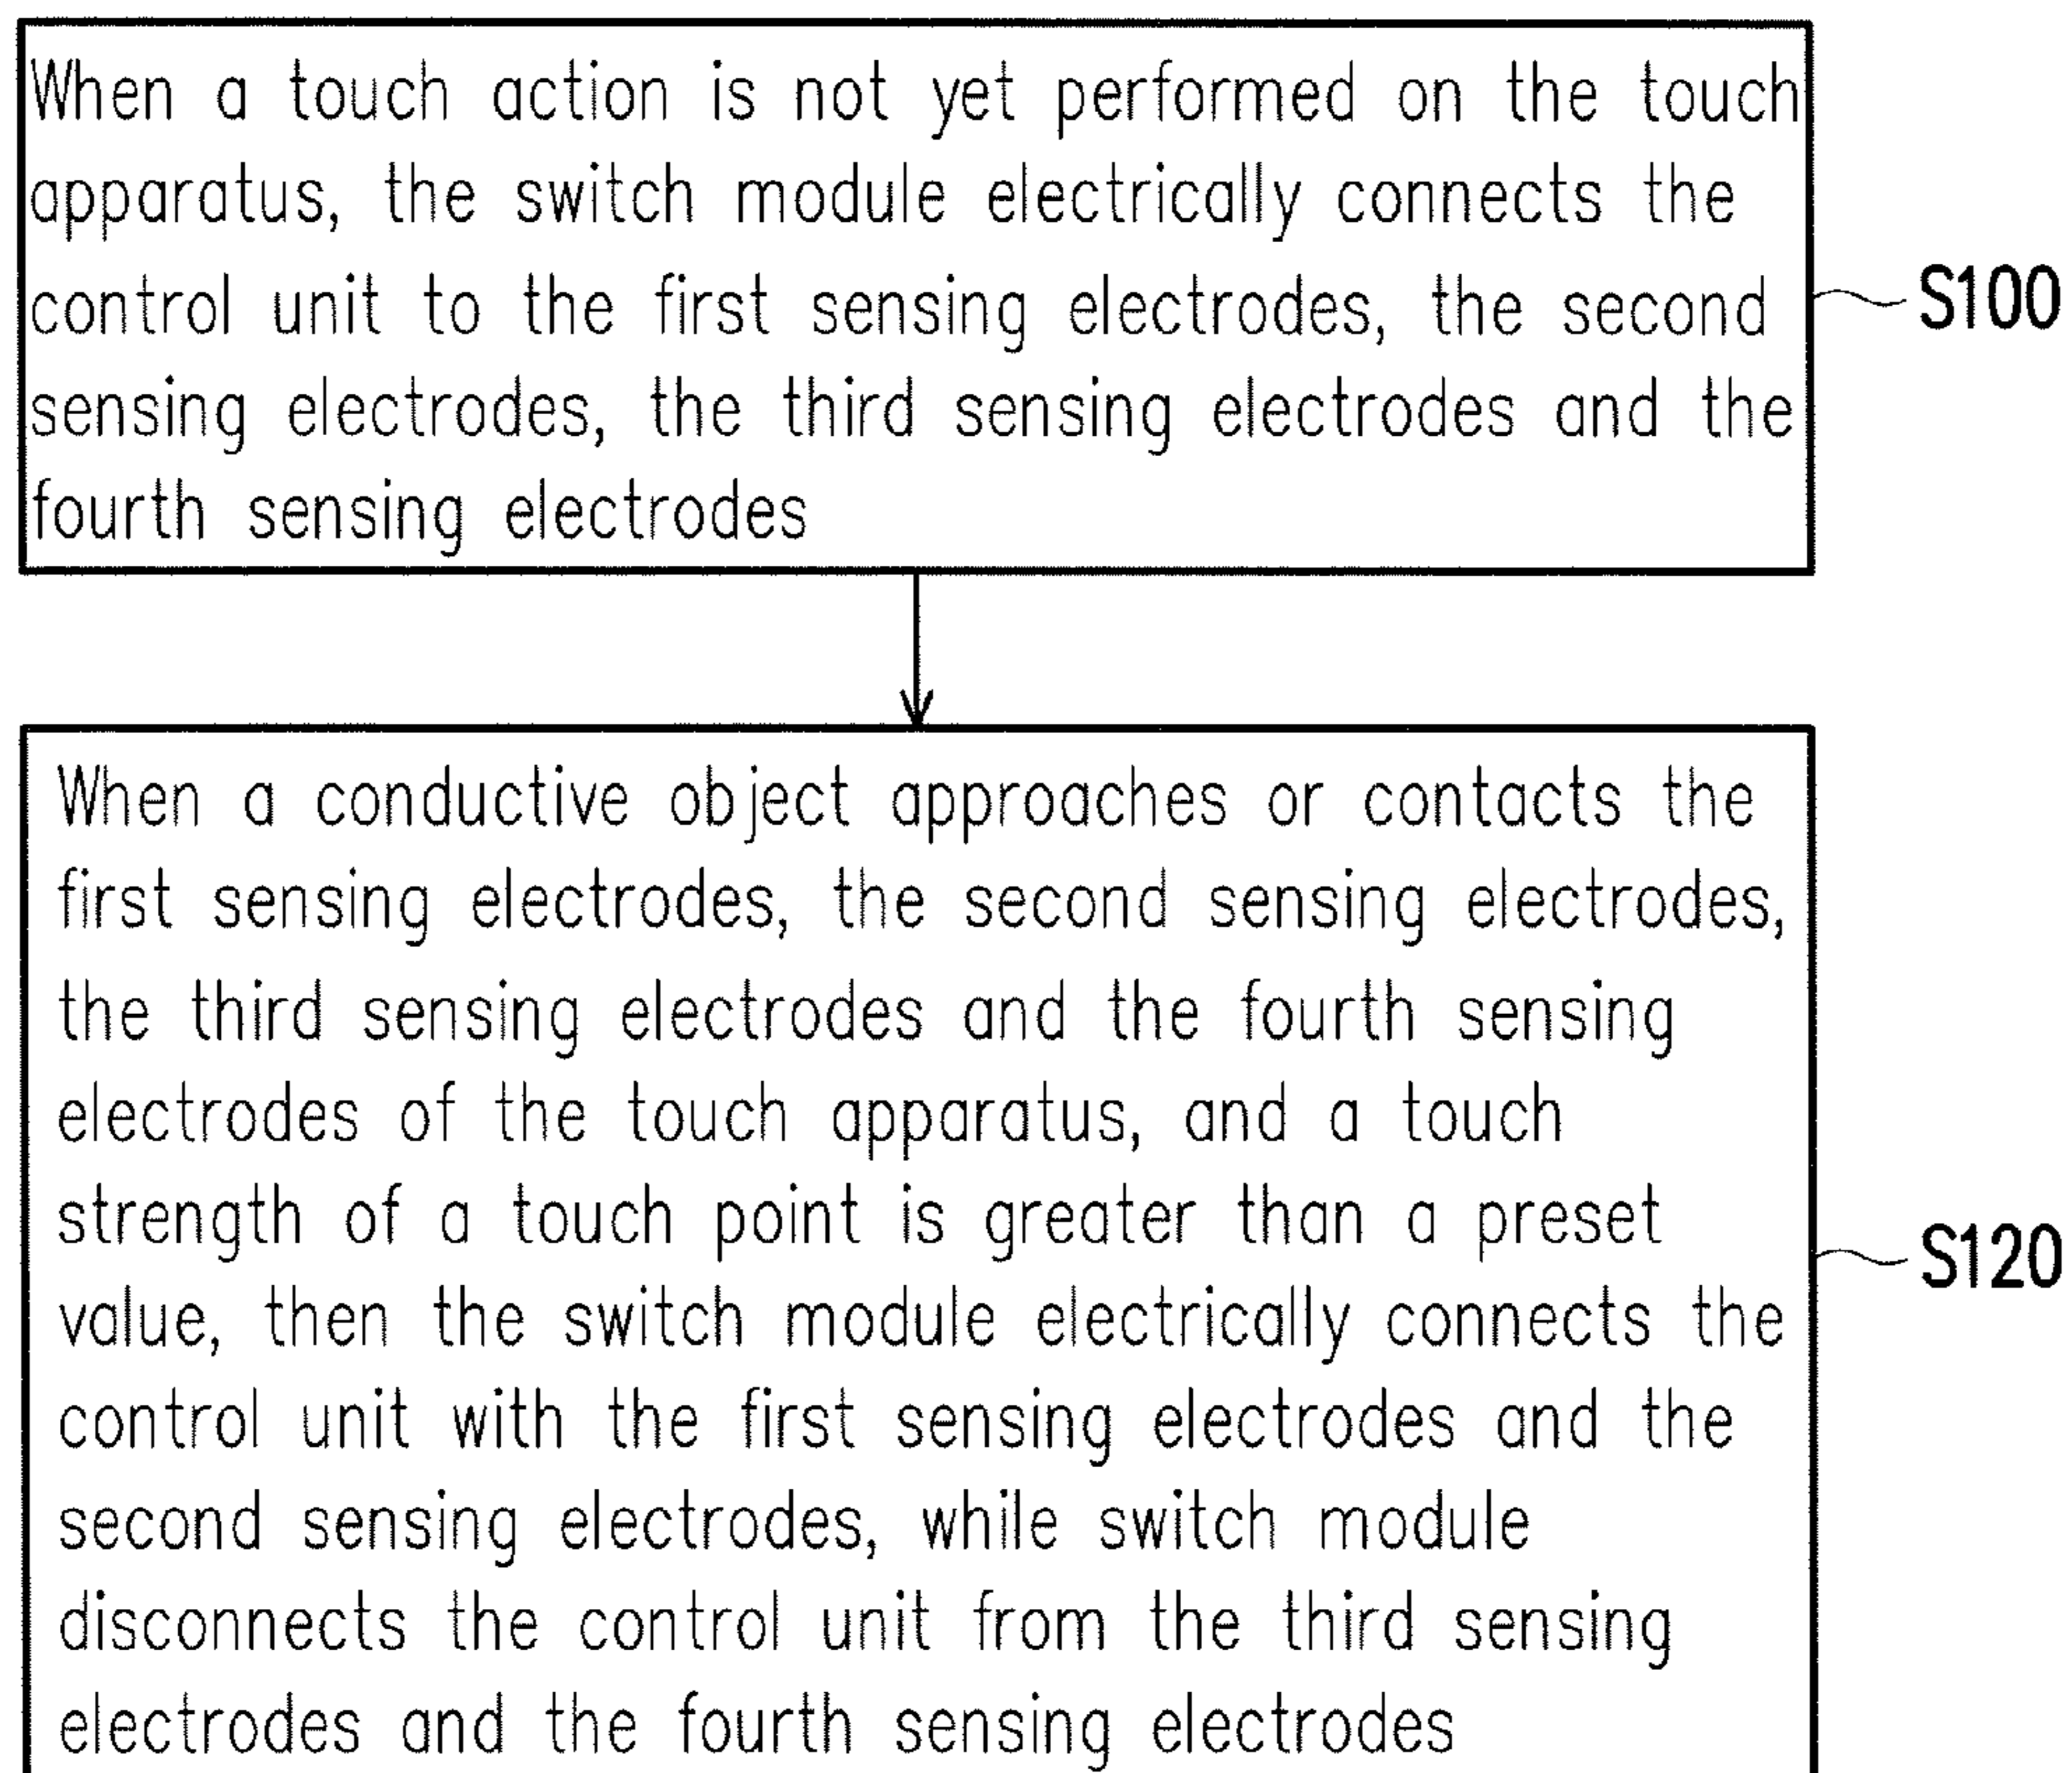 When a touch action is not yet performed on the touch
apparatus, the switch module electrically connects the
control unit to the first sensing electrodes, the second
sensing electrodes, the third sensing electrodes and the
fourth sensing electrodes
S100
When a conductive object approaches or contacts the
first sensing electrodes, the second sensing electrodes,
the third sensing electrodes and the fourth sensing
electrodes of the touch apparatus, and a touch
strength of a touch point is greater than a preset
value, then the switch module electrically connects the
control unit with the first sensing electrodes and the
second sensing electrodes, while switch module
disconnects the control unit from the third sensing
electrodes and the fourth sensing electrodes
S120